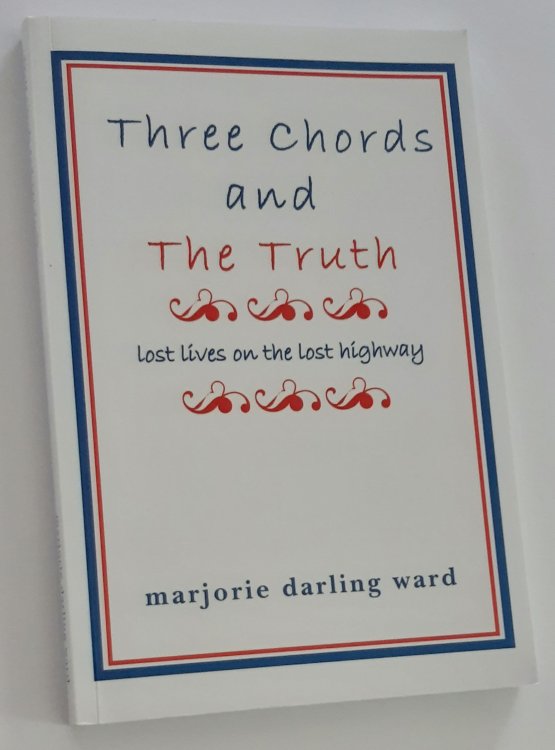 Three Chords
and
The Truth
lost lives on the lost highway
marjorie darling ward